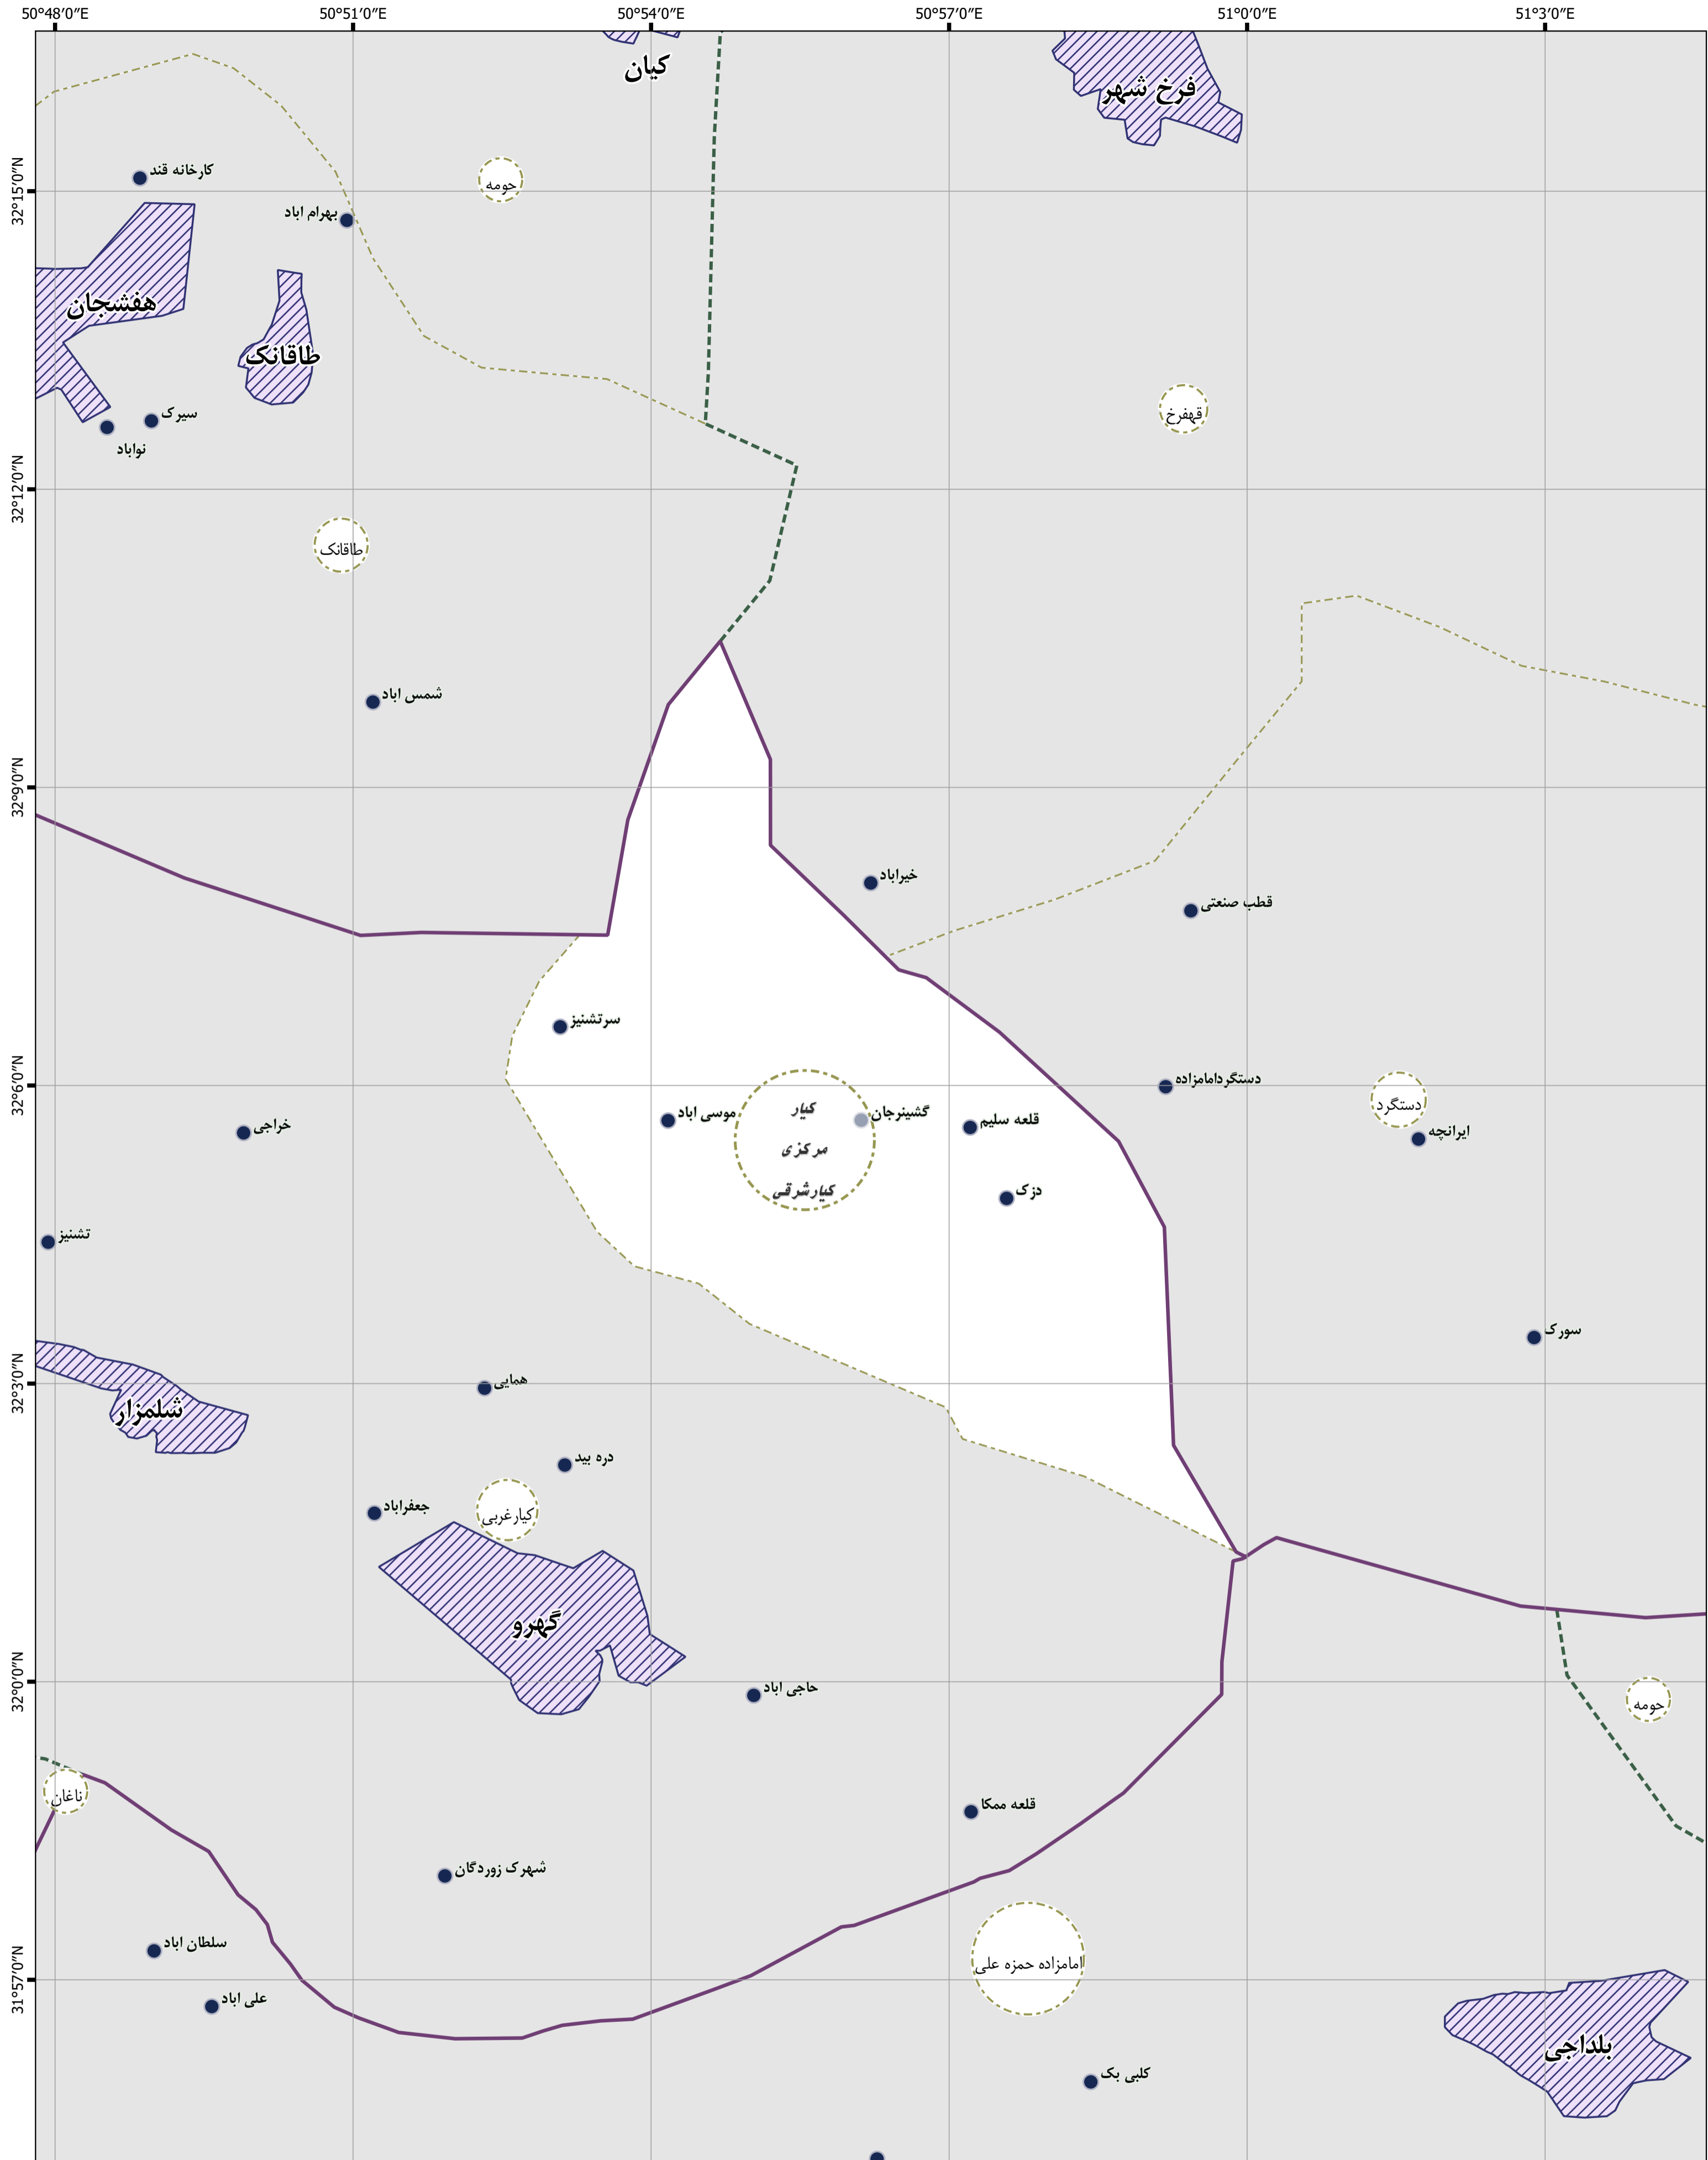 50°48'0"E 50°51'0"E 50°54'0"E 50°57'0"E 51°0'0"E 51°3'0"E
کیان
فرخ شهر
32°15'0"N
کارخانه قند
حومه
بهرام اباد
هفشجان
طاقانک
قهفرخ
سیرک
نواباد
32°12'0"N
طاقانک
شمس اباد
32°9'0"N
خیراباد
قطب صنعتی
سرتشنیز
32°6'0"N
دستگردامامزاده
دستگرد
کیار
مرکزی
کیارشرقی
موسی اباد
گشینرجان
قلعه سلیم
ایرانچه
خراجی
دزک
تشنیز
سورک
32°3'0"N
همایی
شلمزار
دره بید
جعفراباد
کیارغربی
گهرو
32°0'0"N
حاجی اباد
حومه
ناغان
قلعه ممکا
شهرک زوردگان
سلطان اباد
امامزاده حمزه علی
31°57'0"N
علی اباد
بلداجی
کلبی بک